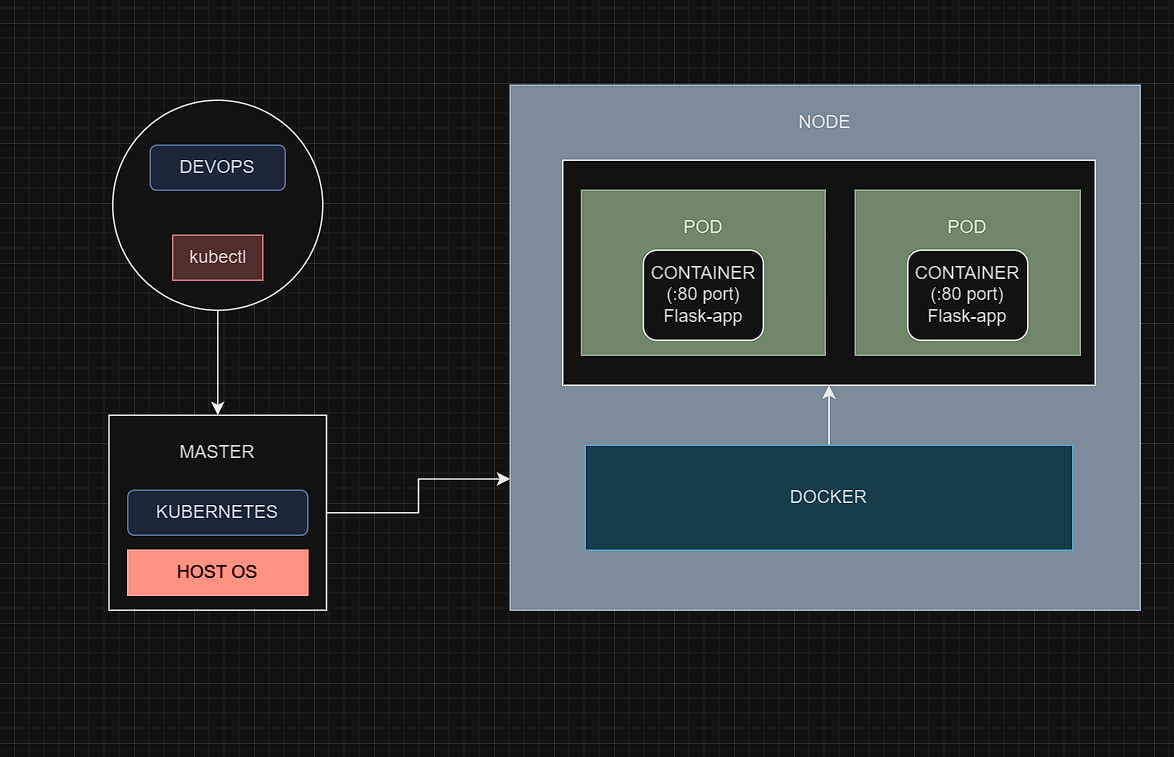 DEVOPS
kubectl
MASTER
KUBERNETES
HOST OS
NODE
POD
CONTAINER
(:80 port)
Flask-app
POD
CONTAINER
(:80 port)
Flask-app
DOCKER